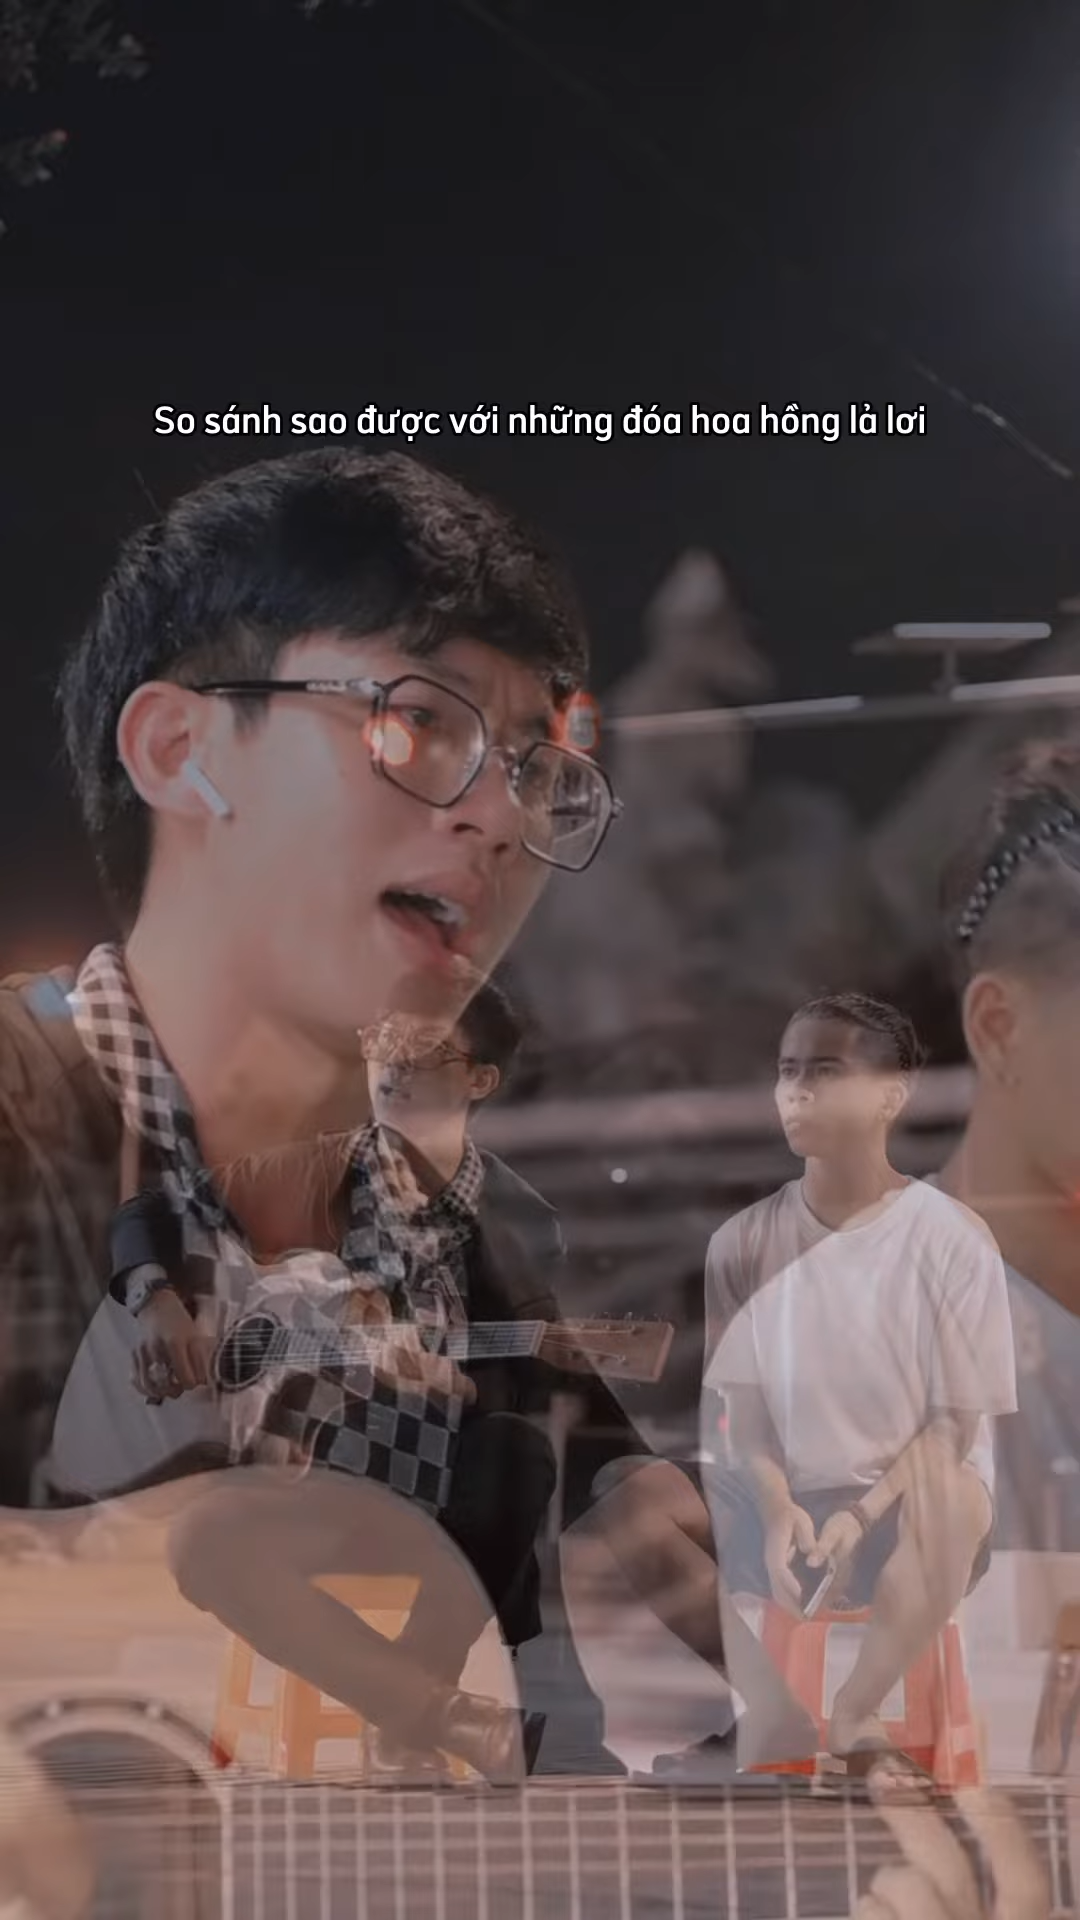 So sánh sao được với những đóa hoa hồng lả lơi